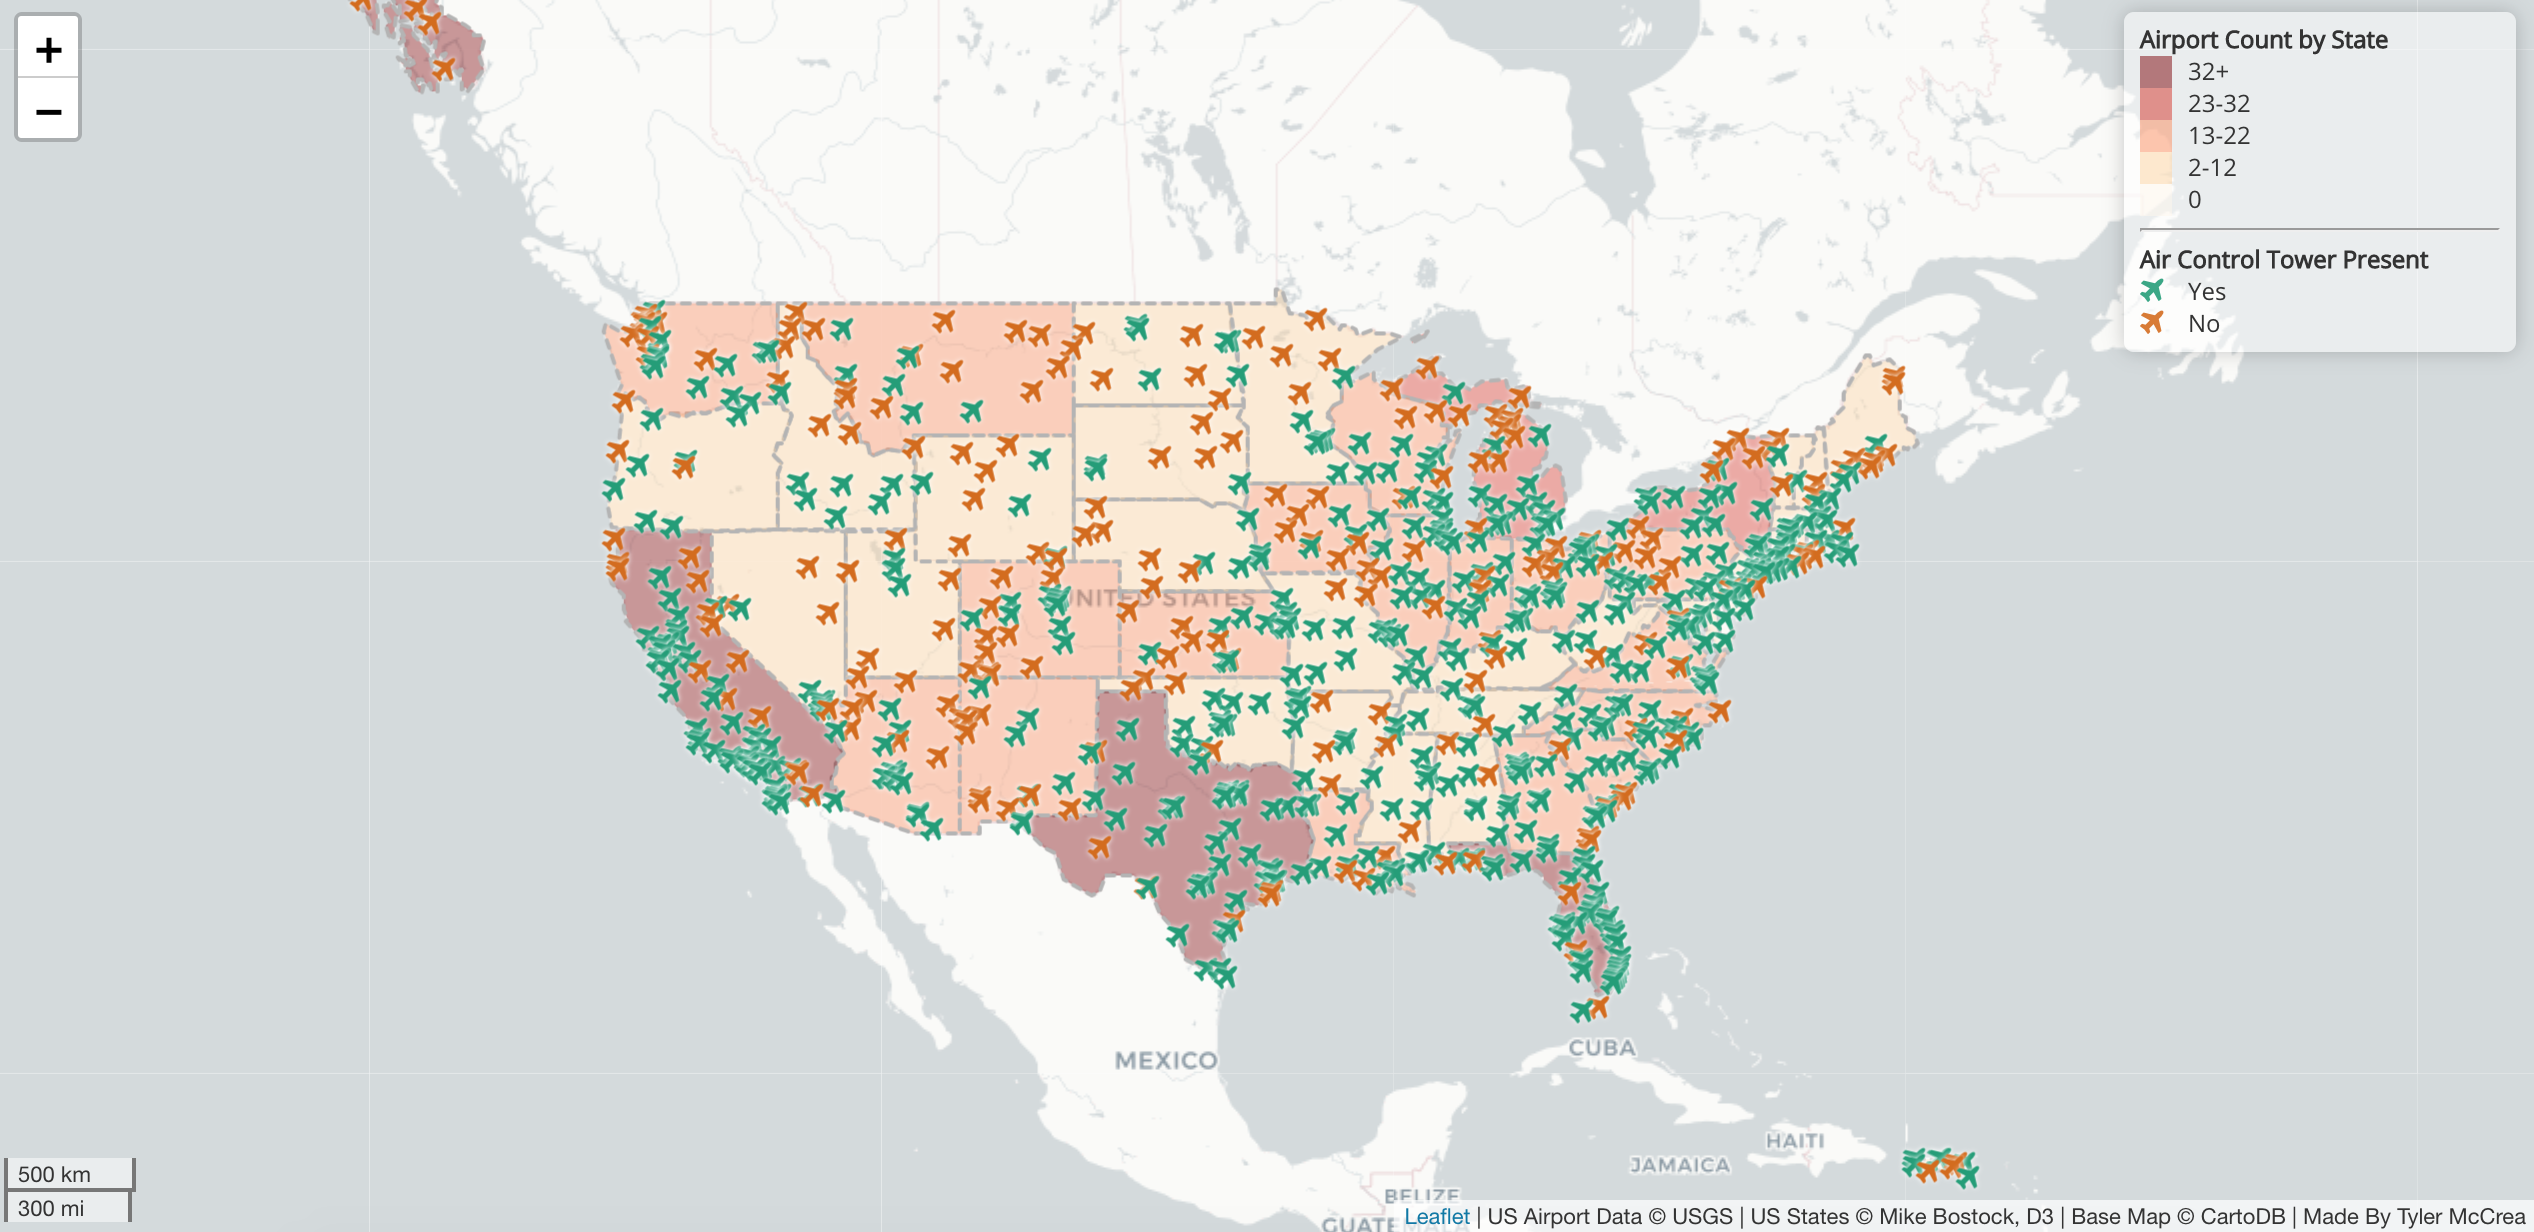 +
−
Airport Count by State
32+
23-32
13-22
2-12
0
Air Control Tower Present
Yes
No
UNITED STATES
MEXICO
CUBA
HAITI
JAMAICA
BELIZE
500 km
300 mi
Leaflet | US Airport Data © USGS | US States © Mike Bostock, D3 | Base Map © CartoDB | Made By Tyler McCrea